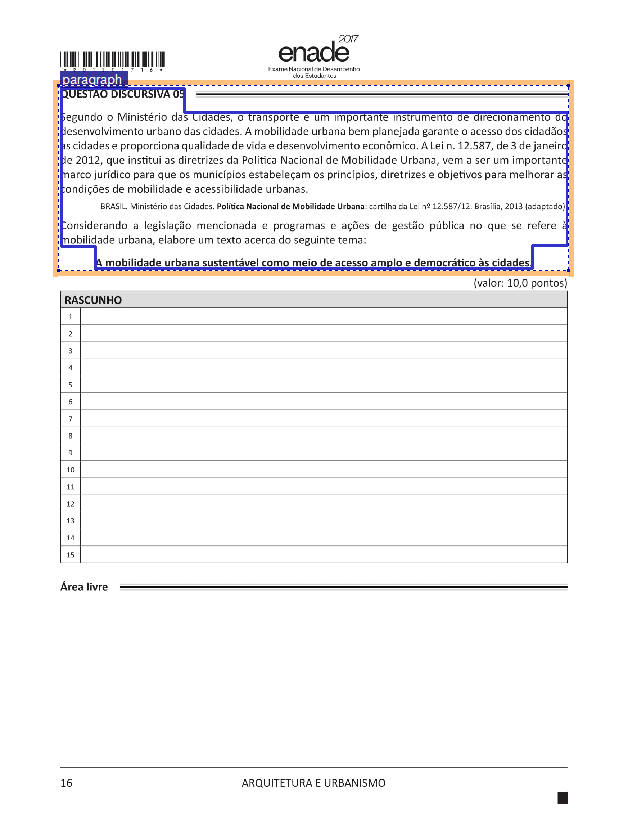 2017
enade
Exame Nacional de Desempenho
dos Estudantes
paragraph
QUESTÃO DISCURSIVA 05
Segundo o Ministério das Cidades, o transporte é um importante instrumento de direcionamento do
desenvolvimento urbano das cidades. A mobilidade urbana bem planejada garante o acesso dos cidadãos
às cidades e proporciona qualidade de vida e desenvolvimento econômico. A Lei n. 12.587, de 3 de janeiro
de 2012, que institui as diretrizes da Política Nacional de Mobilidade Urbana, vem a ser um importante
marco jurídico para que os municípios estabeleçam os princípios, diretrizes e objetivos para melhorar as
condições de mobilidade e acessibilidade urbanas.
BRASIL. Ministério das Cidades. Política Nacional de Mobilidade Urbana: cartilha da Lei nº 12.587/12. Brasília, 2013 (adaptado).
Considerando a legislação mencionada e programas e ações de gestão pública no que se refere à
mobilidade urbana, elabore um texto acerca do seguinte tema:
A mobilidade urbana sustentável como meio de acesso amplo e democrático às cidades.
(valor: 10,0 pontos)
RASCUNHO
1
2
3
4
5
6
7
8
9
10
11
12
13
14
15
Área livre
16 ARQUITETURA E URBANISMO